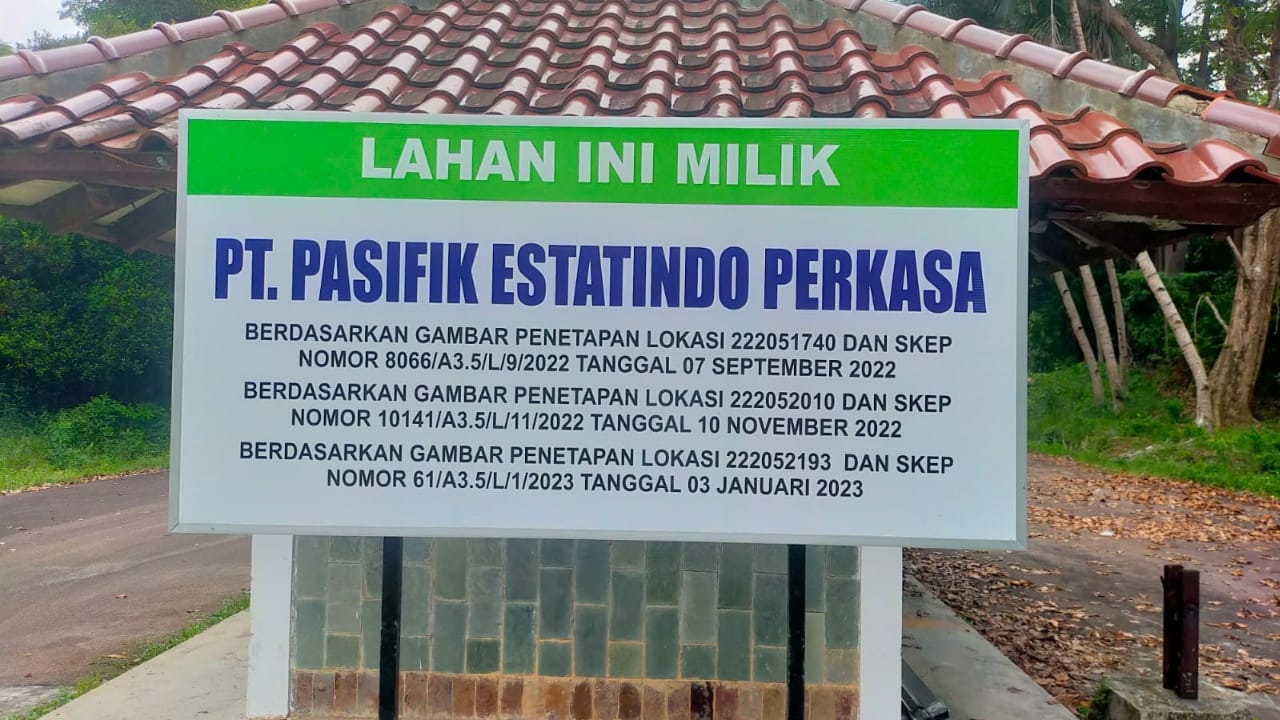 LAHAN INI MILIK
PT. PASIFIK ESTATINDO PERKASA
BERDASARKAN GAMBAR PENETAPAN LOKASI 222051740 DAN SKEP
NOMOR 8066/A3.5/L/9/2022 TANGGAL 07 SEPTEMBER 2022
BERDASARKAN GAMBAR PENETAPAN LOKASI 222052010 DAN SKEP
NOMOR 10141/A3.5/L/11/2022 TANGGAL 10 NOVEMBER 2022
BERDASARKAN GAMBAR PENETAPAN LOKASI 222052193 DAN SKEP
NOMOR 61/A3.5/L/1/2023 TANGGAL 03 JANUARI 2023